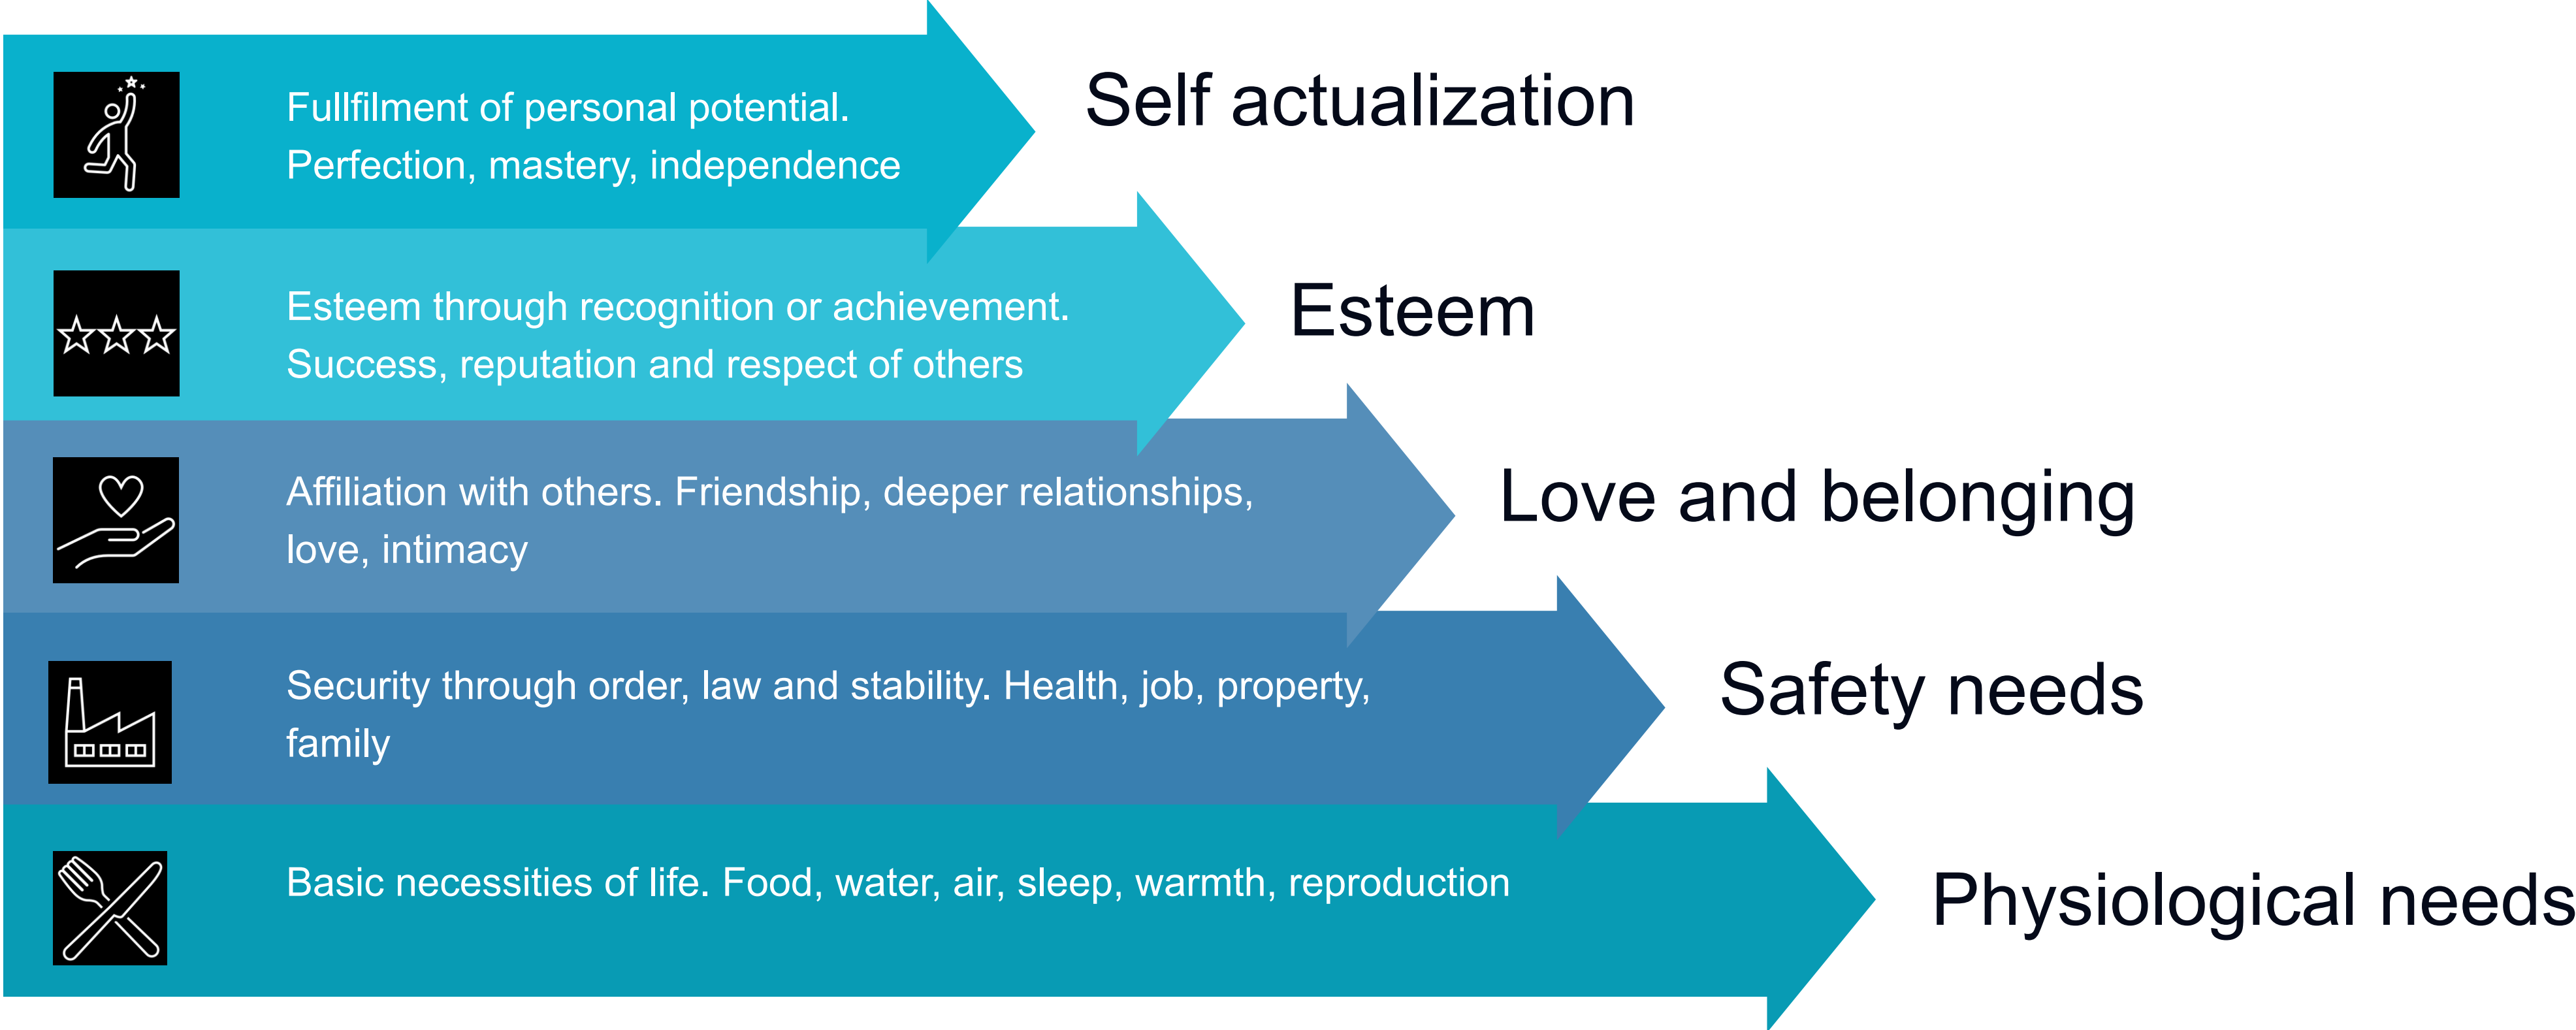 Fullfilment of personal potential.
Perfection, mastery, independence
Self actualization
Esteem through recognition or achievement.
Success, reputation and respect of others
Esteem
Affiliation with others. Friendship, deeper relationships,
love, intimacy
Love and belonging
Security through order, law and stability. Health, job, property,
family
Safety needs
Basic necessities of life. Food, water, air, sleep, warmth, reproduction
Physiological needs